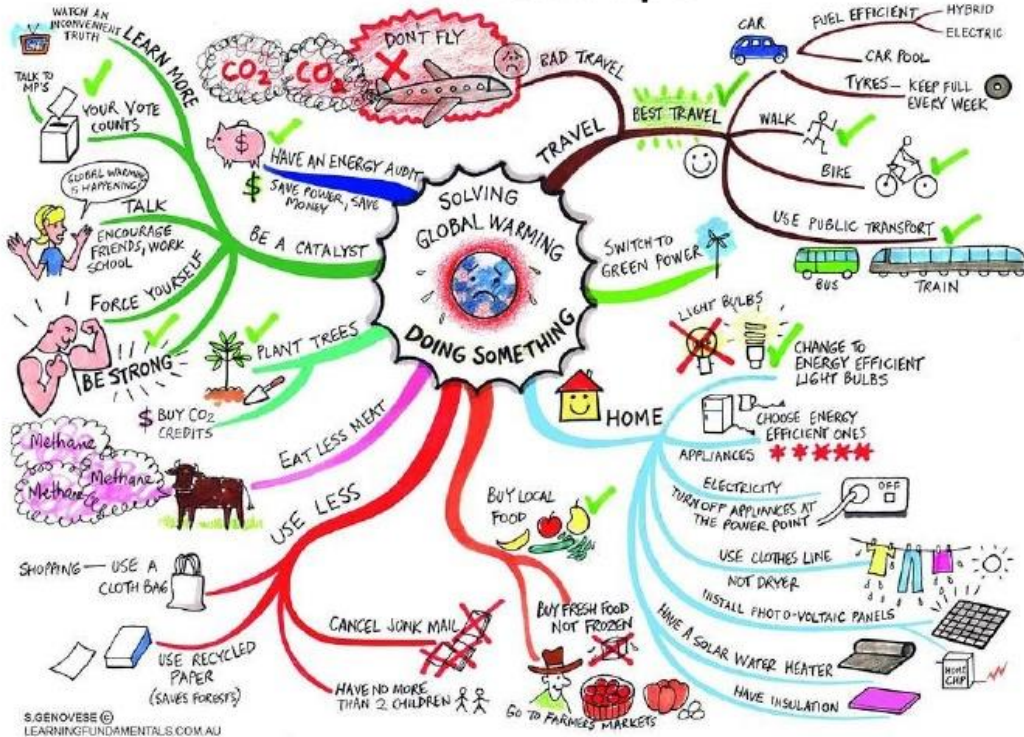 WATCH AN
INCONVENIENT
TRUTH
LEARN MORE
TALK TO
MP'S
YOUR VOTE
COUNTS
GLOBAL WARMING
IS HAPPENING!
TALK
ENCOURAGE
FRIENDS, WORK
SCHOOL
FORCE YOURSELF
BE STRONG
BE A CATALYST
CO2
CO2
DONT FLY
BAD TRAVEL
TRAVEL
BEST TRAVEL
CAR
FUEL EFFICIENT
HYBRID
ELECTRIC
CAR POOL
TYRES — KEEP FULL
EVERY WEEK
WALK
BIKE
USE PUBLIC TRANSPORT
BUS
TRAIN
$
HAVE AN ENERGY AUDIT
$
SAVE POWER, SAVE
MONEY
SOLVING
GLOBAL WARMING
DOING SOMETHING
SWITCH TO
GREEN POWER
PLANT TREES
$ BUY CO2
CREDITS
EAT LESS MEAT
Methane
Methane
Methane
USE LESS
SHOPPING — USE A
CLOTH BAG
USE RECYCLED
PAPER
(SAVES FORESTS)
CANCEL JUNK MAIL
HAVE NO MORE
THAN 2 CHILDREN
BUY LOCAL
FOOD
BUY FRESH FOOD
NOT FROZEN
GO TO FARMERS MARKETS
HOME
LIGHT BULBS
CHANGE TO
ENERGY EFFICIENT
LIGHT BULBS
CHOOSE ENERGY
EFFICIENT ONES
APPLIANCES
ELECTRICITY
TURN OFF APPLIANCES AT
THE POWER POINT
OFF
USE CLOTHES LINE
NOT DRYER
INSTALL PHOTO-VOLTAIC PANELS
HAVE A SOLAR WATER HEATER
HOME
CHP
HAVE INSULATION
S.GENOVESE ©
LEARNINGFUNDAMENTALS.COM.AU